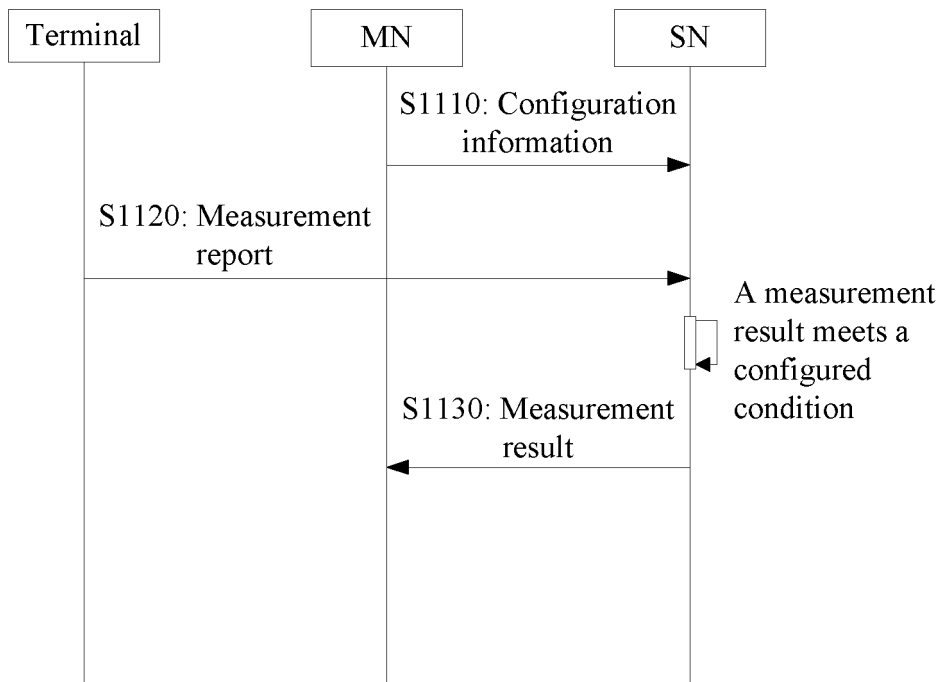 Terminal
MN
SN
S1110: Configuration
information
S1120: Measurement
report
A measurement
result meets a
configured
condition
S1130: Measurement
result